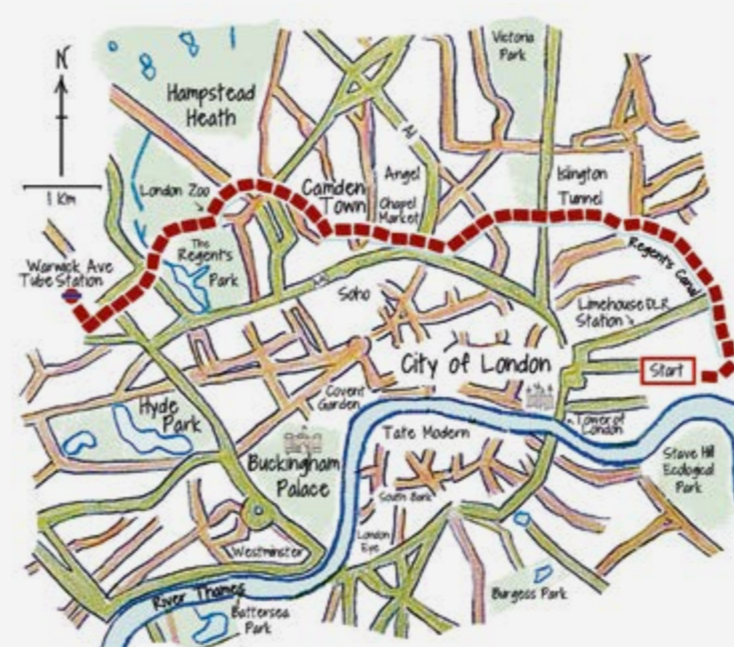 Victoria
Park
N
Hampstead
Heath
A1
1 Km
London Zoo
Camden
Town
Angel
Chapel
Market
Islington
Tunnel
The
Regent's
Park
Warwick Ave
Tube Station
Regent's Canal
Soho
Limehouse DLR
Station
City of London
Start
Covent
Garden
Hyde
Park
Tower of
London
Tate Modern
Buckingham
Palace
Stave Hill
Ecological
Park
South Bank
London
Eye
Westminster
River Thames
Burgess Park
Battersea
Park